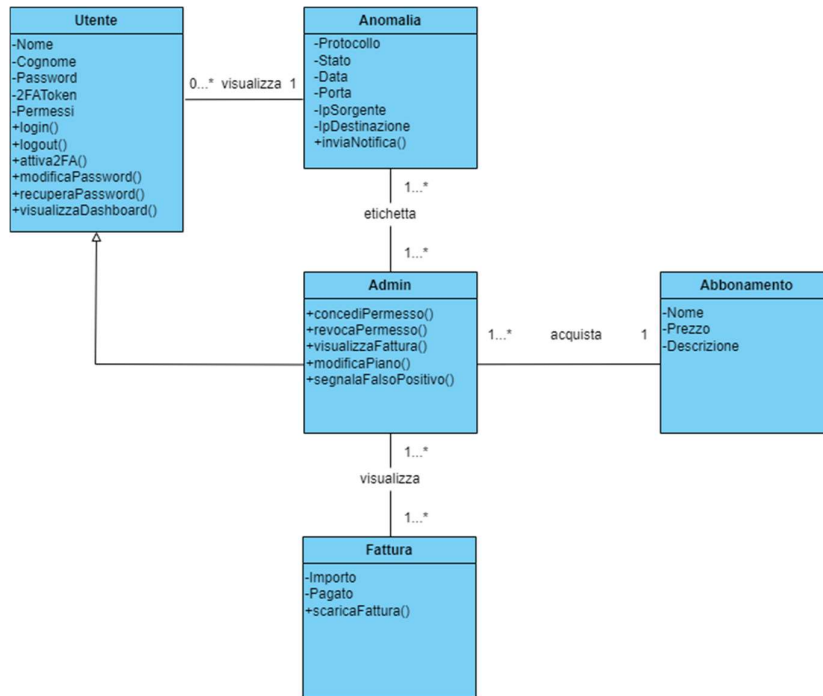 Utente
-Nome
-Cognome
-Password
-2FAToken
-Permessi
+login()
+logout()
+attiva2FA()
+modificaPassword()
+recuperaPassword()
+visualizzaDashboard()
0...* visualizza 1
Anomalia
-Protocollo
-Stato
-Data
-Porta
-IpSorgente
-IpDestinazione
+inviaNotifica()
1...*
etichetta
1...*
Admin
+concediPermesso()
+revocaPermesso()
+visualizzaFattura()
+modificaPiano()
+segnalaFalsoPositivo()
1...* acquista 1
Abbonamento
-Nome
-Prezzo
-Descrizione
1...*
visualizza
1...*
Fattura
-Importo
-Pagato
+scaricaFattura()